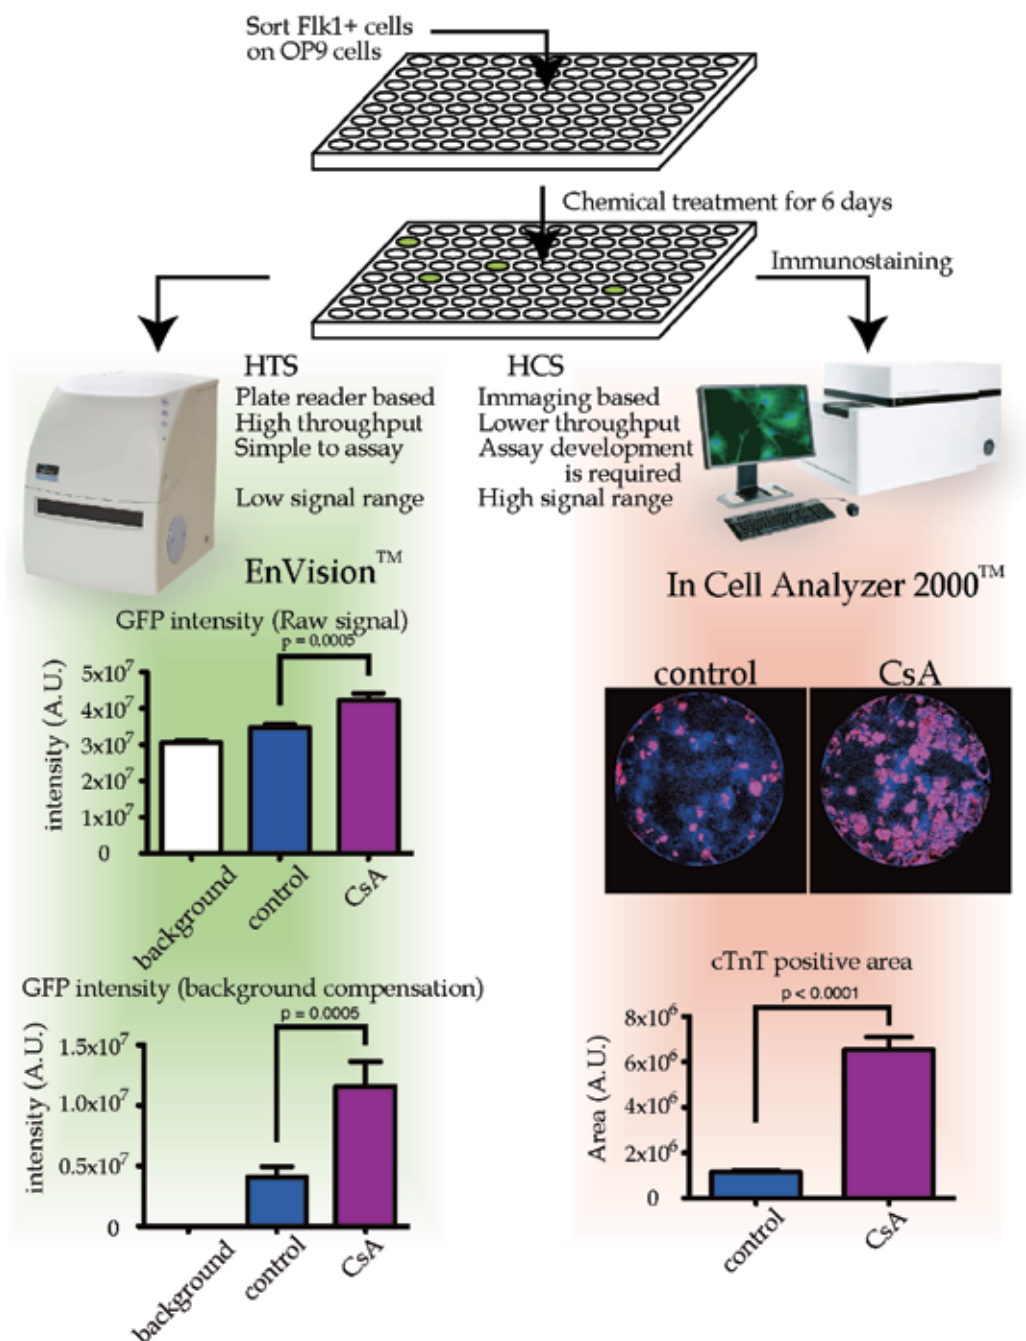 Sort Flk1+ cells
on OP9 cells
Chemical treatment for 6 days
Immunostaining
HTS
Plate reader based
High throughput
Simple to assay
Low signal range
EnVision™
HCS
Immaging based
Lower throughput
Assay development
is required
High signal range
In Cell Analyzer 2000™
GFP intensity (Raw signal)
p = 0.0005
intensity (A.U.)
5x10⁷
4x10⁷
3x10⁷
2x10⁷
1x10⁷
0
background
control
CsA
control
CsA
GFP intensity (background compensation)
p = 0.0005
intensity (A.U.)
1.5x10⁷
1.0x10⁷
0.5x10⁷
0
background
control
CsA
cTnT positive area
p < 0.0001
Area (A.U.)
8x10⁶
6x10⁶
4x10⁶
2x10⁶
0
control
CsA